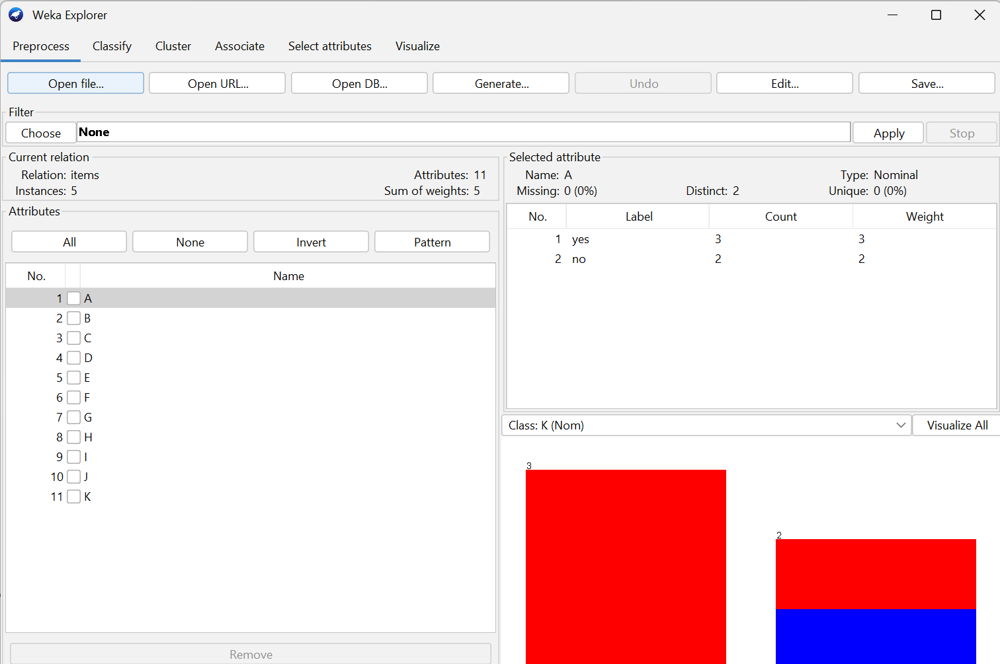 Weka Explorer
Preprocess Classify Cluster Associate Select attributes Visualize
Open file... Open URL... Open DB... Generate... Undo Edit... Save...
Filter
Choose None Apply Stop
Current relation
Relation: items Attributes: 11
Instances: 5 Sum of weights: 5
Attributes
All None Invert Pattern
No. Name
1 A
2 B
3 C
4 D
5 E
6 F
7 G
8 H
9 I
10 J
11 K
Remove
Selected attribute
Name: A Type: Nominal
Missing: 0 (0%) Distinct: 2 Unique: 0 (0%)
No. Label Count Weight
1 yes 3 3
2 no 2 2
Class: K (Nom) Visualize All
3
2